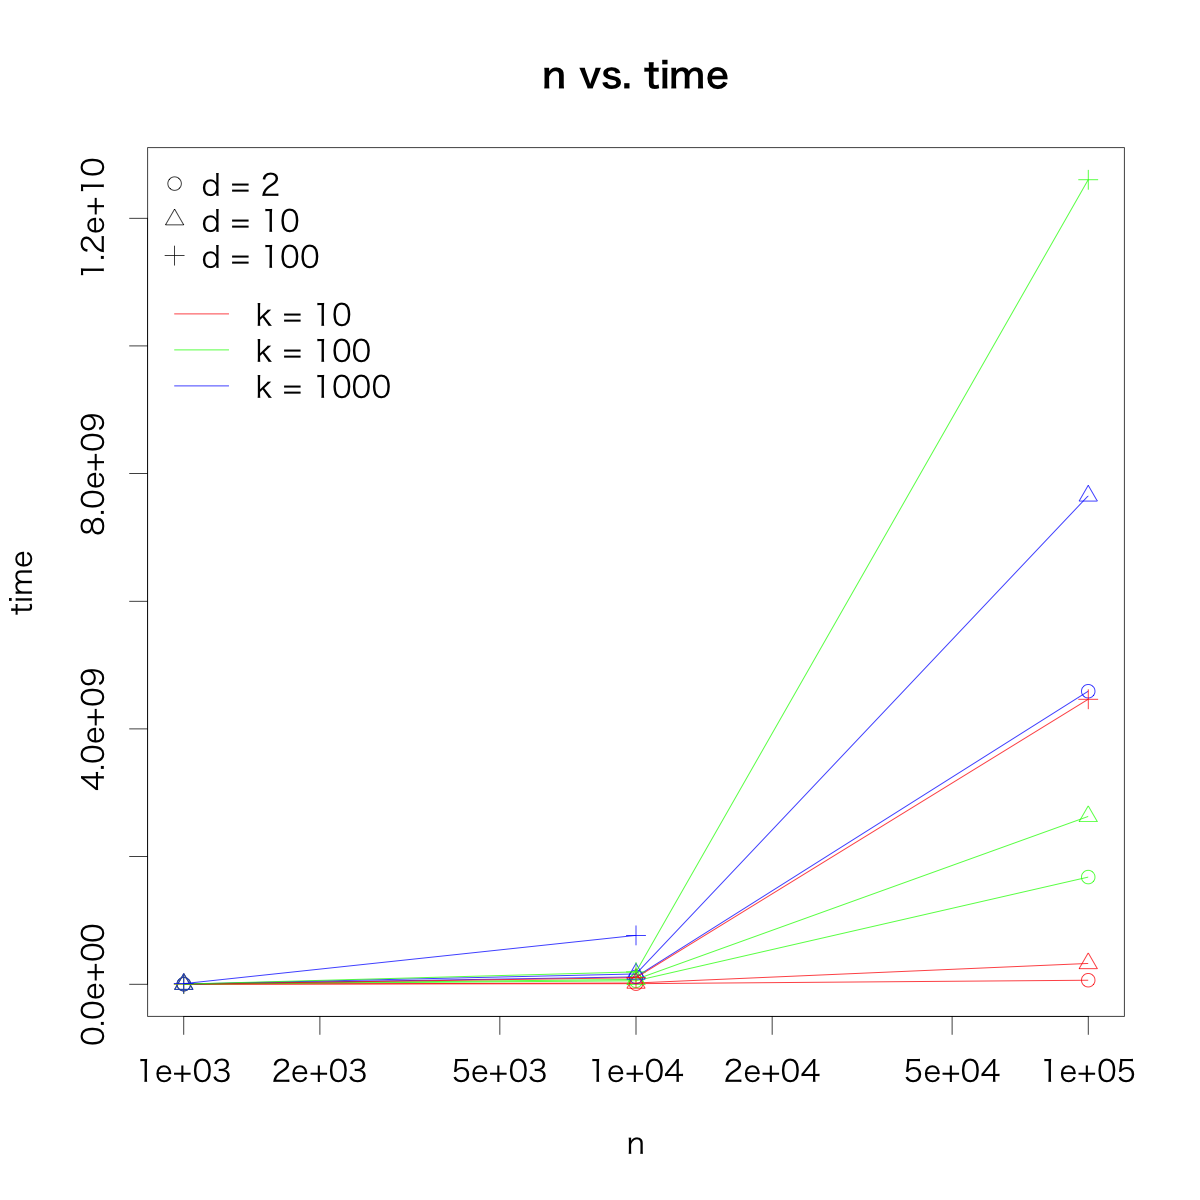 n vs. time
d = 2
d = 10
d = 100
k = 10
k = 100
k = 1000
1.2e+10
8.0e+09
4.0e+09
0.0e+00
time
1e+03 2e+03 5e+03 1e+04 2e+04 5e+04 1e+05
n